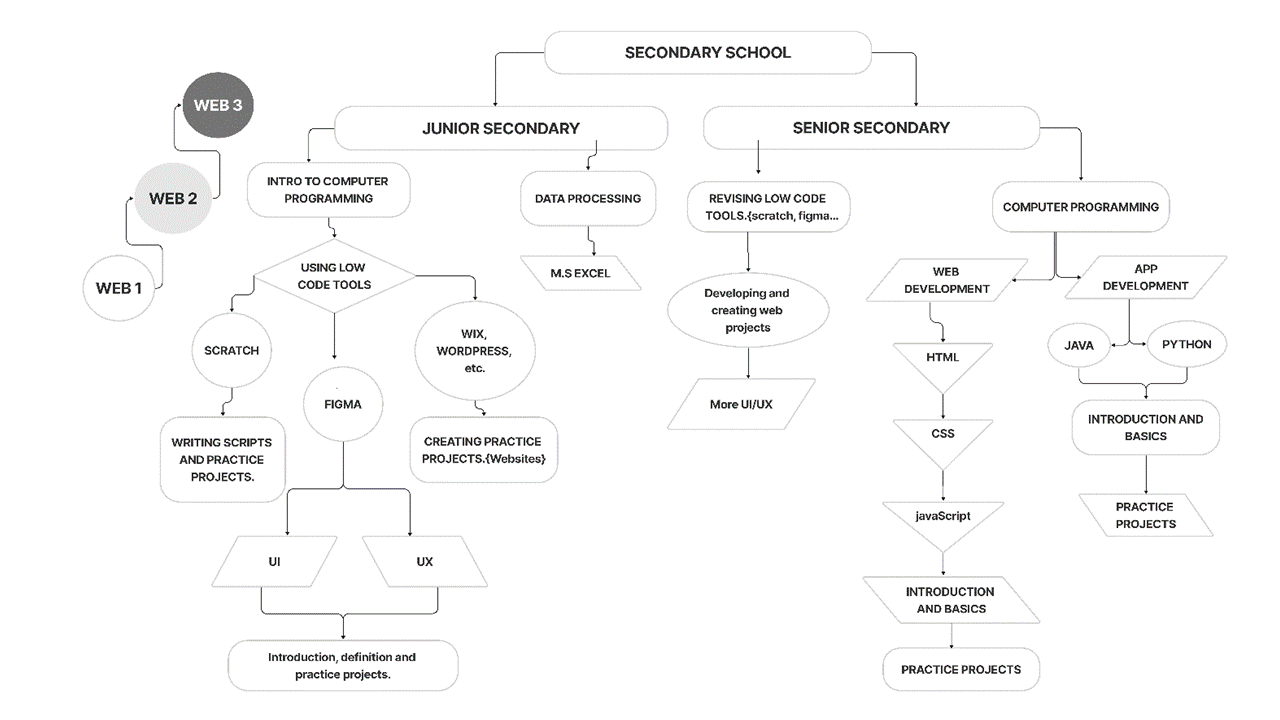 SECONDARY SCHOOL
WEB 3
JUNIOR SECONDARY
SENIOR SECONDARY
WEB 2
INTRO TO COMPUTER
PROGRAMMING
DATA PROCESSING
REVISING LOW CODE
TOOLS.{scratch, figma...
COMPUTER PROGRAMMING
WEB 1
USING LOW
CODE TOOLS
M.S EXCEL
WEB
DEVELOPMENT
APP
DEVELOPMENT
Developing and
creating web
projects
SCRATCH
WIX,
WORDPRESS,
etc.
HTML
JAVA
PYTHON
FIGMA
More UI/UX
WRITING SCRIPTS
AND PRACTICE
PROJECTS.
CREATING PRACTICE
PROJECTS.{Websites}
CSS
INTRODUCTION AND
BASICS
javaScript
PRACTICE
PROJECTS
UI
UX
INTRODUCTION
AND BASICS
Introduction, definition and
practice projects.
PRACTICE PROJECTS